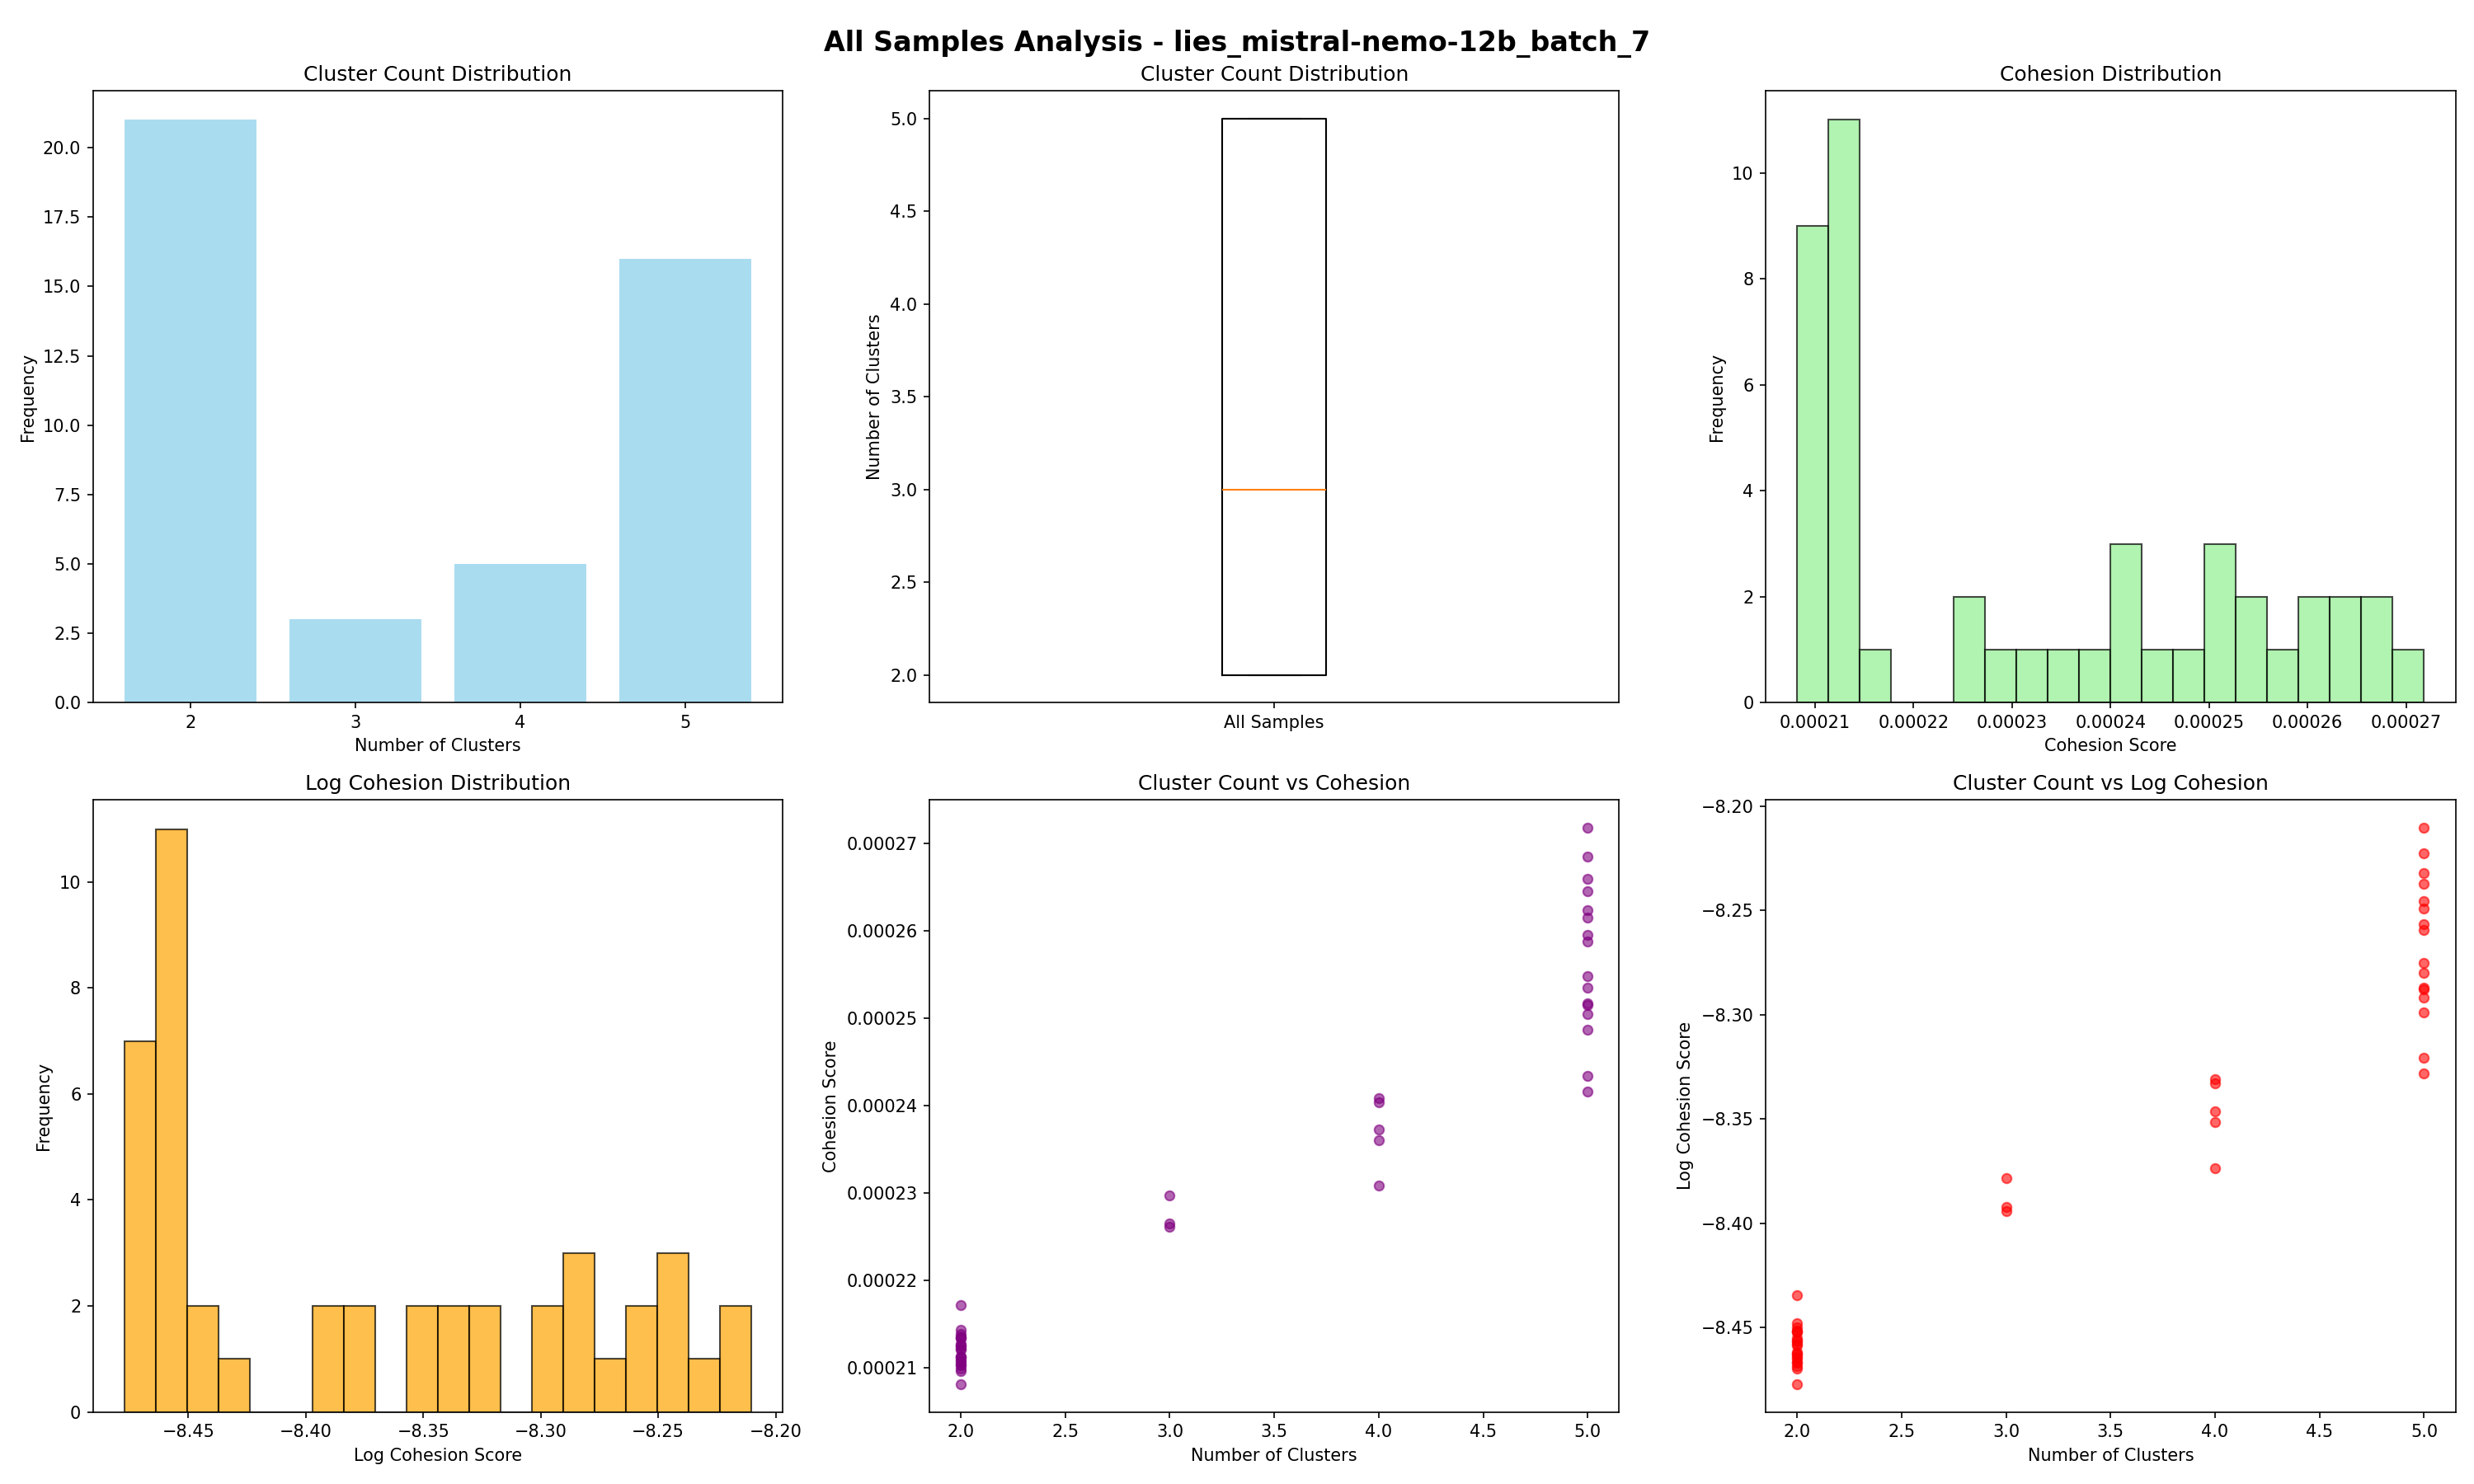 All Samples Analysis - lies_mistral-nemo-12b_batch_7
Cluster Count Distribution
20.0
17.5
15.0
12.5
10.0
7.5
5.0
2.5
0.0
Frequency
2 3 4 5
Number of Clusters
Cluster Count Distribution
5.0
4.5
4.0
3.5
3.0
2.5
2.0
Number of Clusters
All Samples
Cohesion Distribution
10
8
6
4
2
0
Frequency
0.00021 0.00022 0.00023 0.00024 0.00025 0.00026 0.00027
Cohesion Score
Log Cohesion Distribution
10
8
6
4
2
0
Frequency
−8.45 −8.40 −8.35 −8.30 −8.25 −8.20
Log Cohesion Score
Cluster Count vs Cohesion
0.00027
0.00026
0.00025
0.00024
0.00023
0.00022
0.00021
Cohesion Score
2.0 2.5 3.0 3.5 4.0 4.5 5.0
Number of Clusters
Cluster Count vs Log Cohesion
−8.20
−8.25
−8.30
−8.35
−8.40
−8.45
Log Cohesion Score
2.0 2.5 3.0 3.5 4.0 4.5 5.0
Number of Clusters